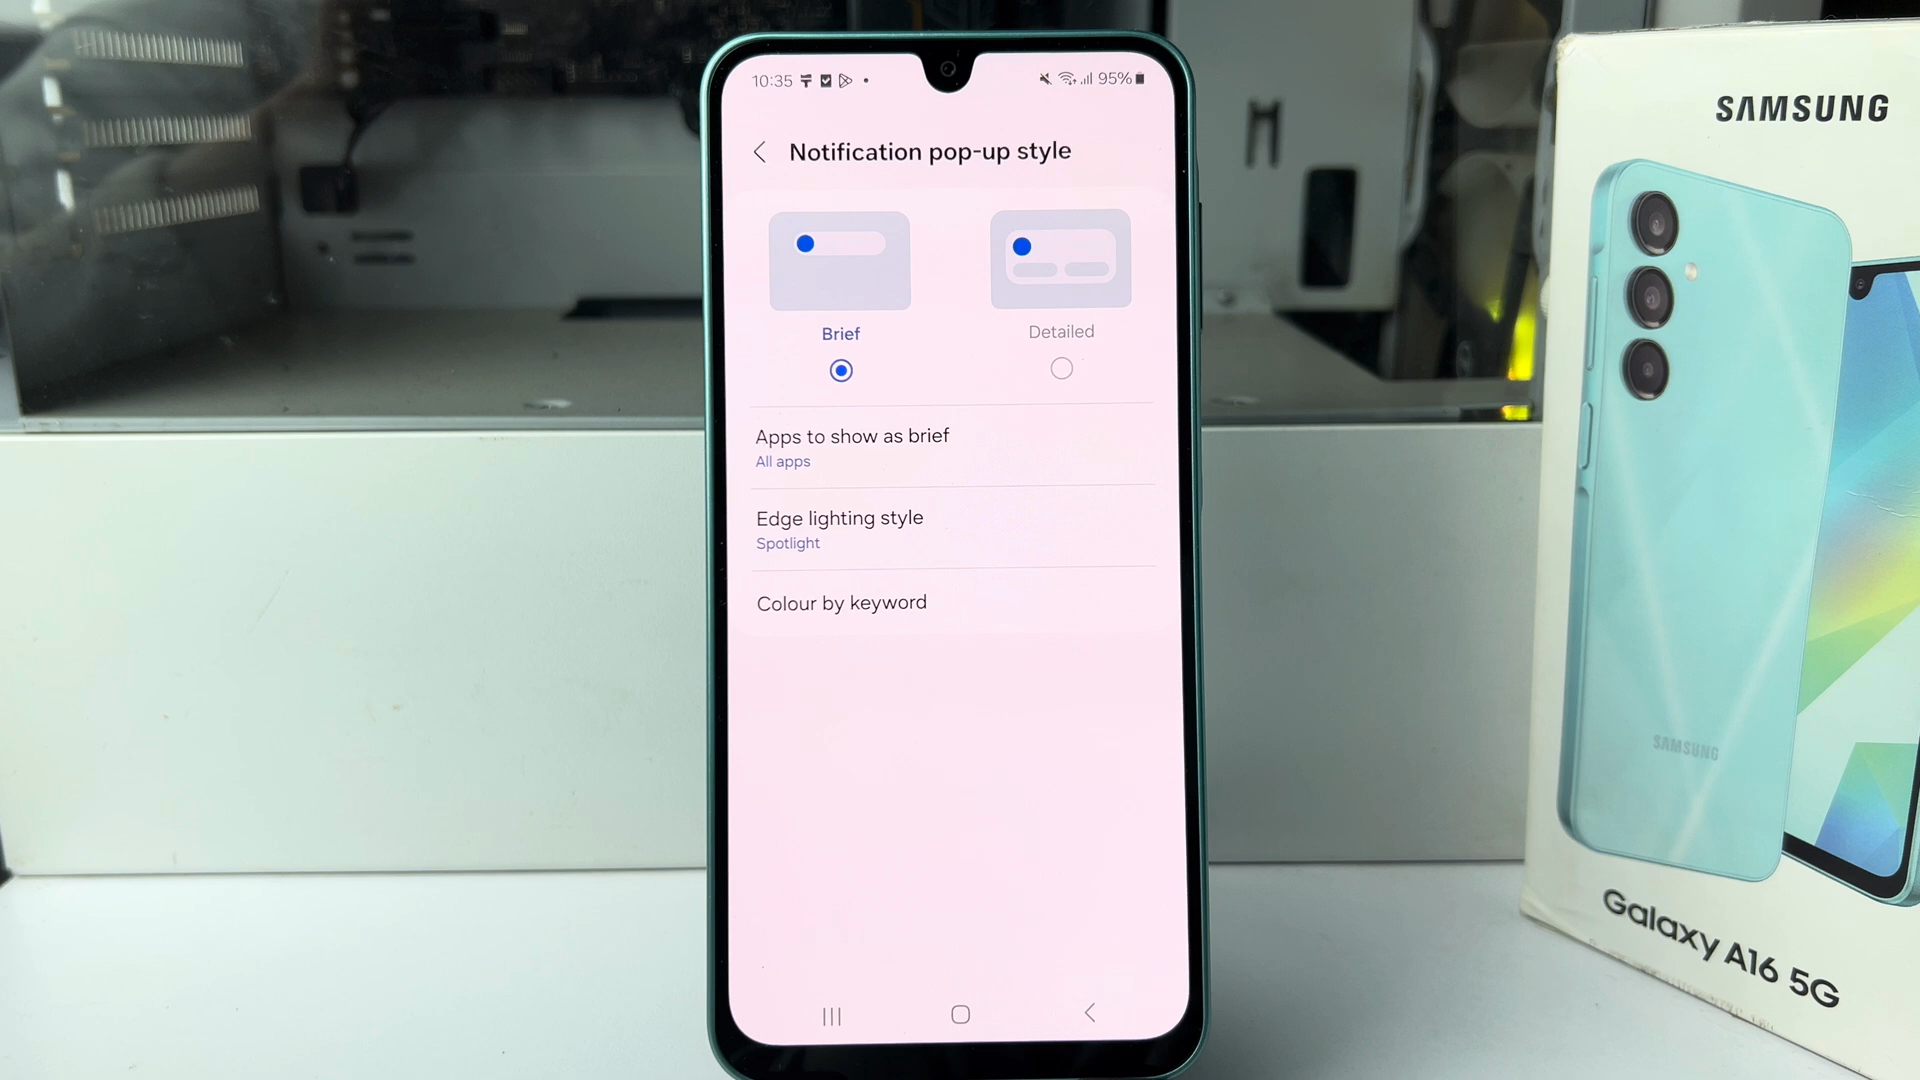 10:35
95%
Notification pop-up style
Brief
Detailed
Apps to show as brief
All apps
Edge lighting style
Spotlight
Colour by keyword
SAMSUNG
SAMSUNG
Galaxy A16 5G